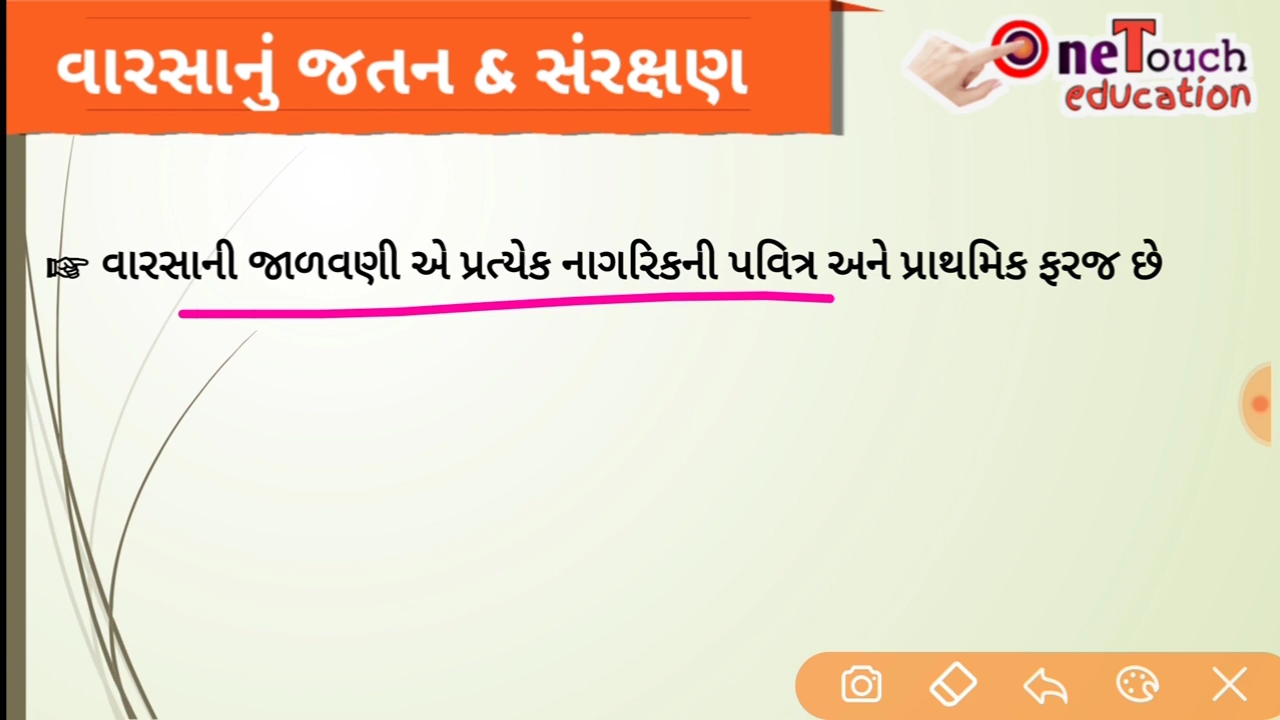 વારસાનું જતન & સંરક્ષણ
OneTouch
education
☞ વારસાની જાળવણી એ પ્રત્યેક નાગરિકની પવિત્ર અને પ્રાથમિક ફરજ છે